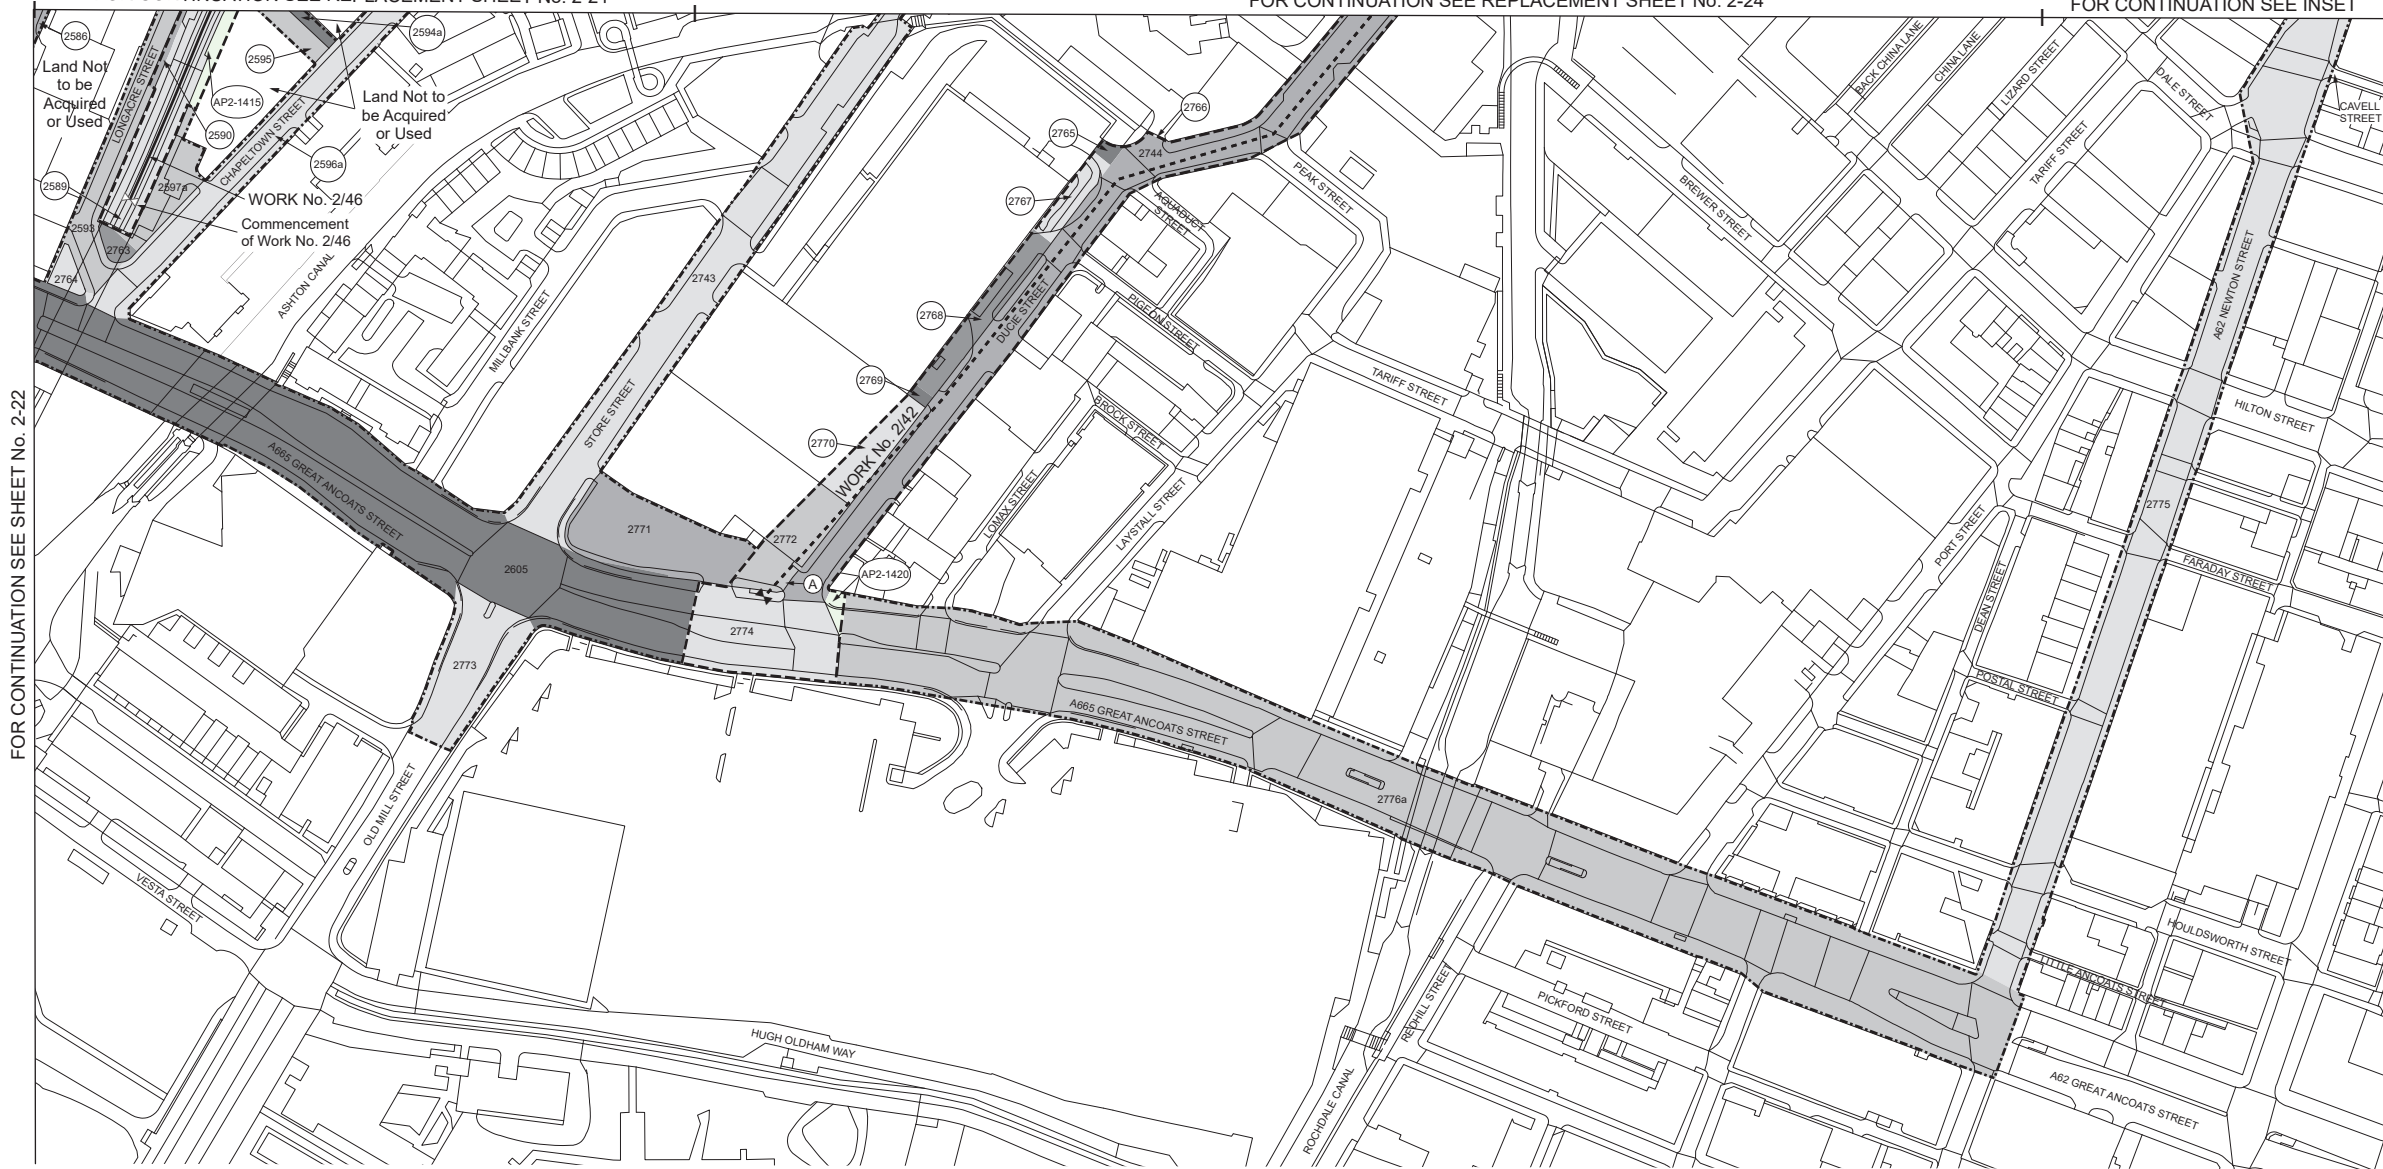 FOR CONTINUATION SEE REPLACEMENT SHEET No. 2-24
FOR CONTINUATION SEE INSET
SEE REPLACEMENT SHEET No. 2-21
FOR CONTINUATION SEE SHEET No. 2-22
2586
Land Not
to be
Acquired
or Used
LONGACRE STREET
2595
2594a
AP2-1415
2590
Land Not to
be Acquired
or Used
CHAPELTOWN STREET
2596a
2589
2597a
WORK No. 2/46
Commencement
of Work No. 2/46
2593
2763
2764
ASHTON CANAL
MILLBANK STREET
STORE STREET
2743
2765
2766
2744
2767
AQUADUCT
STREET
PEAK STREET
2768
DUCIE STREET
PIGEON STREET
2769
2770
WORK No. 2/42
BROCK STREET
TARIFF STREET
LOMAX STREET
LAYSTALL STREET
A665 GREAT ANCOATS STREET
2771
2772
2605
A
AP2-1420
2774
2773
A665 GREAT ANCOATS STREET
2776a
OLD MILL STREET
VESTA STREET
HUGH OLDHAM WAY
ROCHDALE CANAL
REDHILL STREET
PICKFORD STREET
BACK CHINA LANE
CHINA LANE
LIZARD STREET
DALE STREET
CAVELL
STREET
TARIFF STREET
BREWER STREET
A62 NEWTON STREET
HILTON STREET
2775
PORT STREET
FARADAY STREET
DEAN STREET
POSTAL STREET
HOULDSWORTH STREET
LITTLE ANCOATS STREET
A62 GREAT ANCOATS STREET